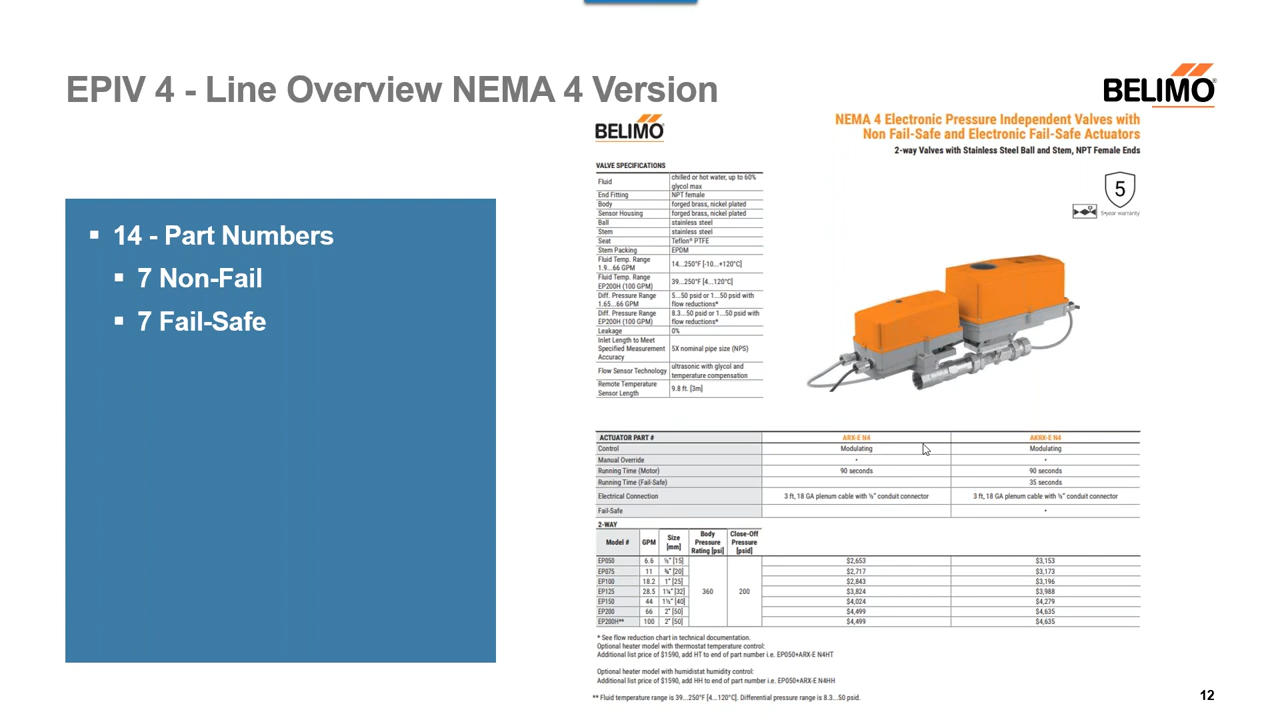 EPIV 4 - Line Overview NEMA 4 Version
BELIMO®
▪ 14 - Part Numbers
▪ 7 Non-Fail
▪ 7 Fail-Safe
BELIMO
NEMA 4 Electronic Pressure Independent Valves with
Non Fail-Safe and Electronic Fail-Safe Actuators
2-way Valves with Stainless Steel Ball and Stem, NPT Female Ends
5
5-year warranty
VALVE SPECIFICATIONS
Fluid chilled or hot water, up to 60%
glycol max
End Fitting NPT female
Body forged brass, nickel plated
Sensor Housing forged brass, nickel plated
Ball stainless steel
Stem stainless steel
Seat Teflon® PTFE
Stem Packing EPDM
Fluid Temp. Range
1.9...66 GPM 14...250°F [-10...+120°C]
Fluid Temp. Range
EP200H (100 GPM) 39...250°F [4...120°C]
Diff. Pressure Range 5...50 psid or 1...50 psid with
1.65...66 GPM flow reductions*
Diff. Pressure Range 8.3...50 psid or 1...50 psid with
EP200H (100 GPM) flow reductions*
Leakage 0%
Inlet Length to Meet
Specified Measurement 5X nominal pipe size (NPS)
Accuracy
Flow Sensor Technology ultrasonic with glycol and
temperature compensation
Remote Temperature
Sensor Length 9.8 ft. [3m]
ACTUATOR PART # ARX-E N4 AKRX-E N4
Control Modulating Modulating
Manual Override • •
Running Time (Motor) 90 seconds 90 seconds
Running Time (Fail-Safe) 35 seconds
Electrical Connection 3 ft, 18 GA plenum cable with ½" conduit connector 3 ft, 18 GA plenum cable with ½" conduit connector
Fail-Safe •
2-WAY
Model # GPM Size
[mm] Body
Pressure
Rating [psi] Close-Off
Pressure
[psid]
EP050 6.6 ½" [15] $2,653 $3,153
EP075 11 ¾" [20] $2,717 $3,173
EP100 18.2 1" [25] $2,843 $3,196
EP125 28.5 1¼" [32] 360 200 $3,824 $3,988
EP150 44 1½" [40] $4,024 $4,279
EP200 66 2" [50] $4,499 $4,635
EP200H** 100 2" [50] $4,499 $4,635
* See flow reduction chart in technical documentation.
Optional heater model with thermostat temperature control:
Additional list price of $1590, add HT to end of part number i.e. EP050+ARX-E N4HT
Optional heater model with humidistat humidity control:
Additional list price of $1590, add HH to end of part number i.e. EP050+ARX-E N4HH
** Fluid temperature range is 39...250°F [4...120°C]. Differential pressure range is 8.3...50 psid.
12